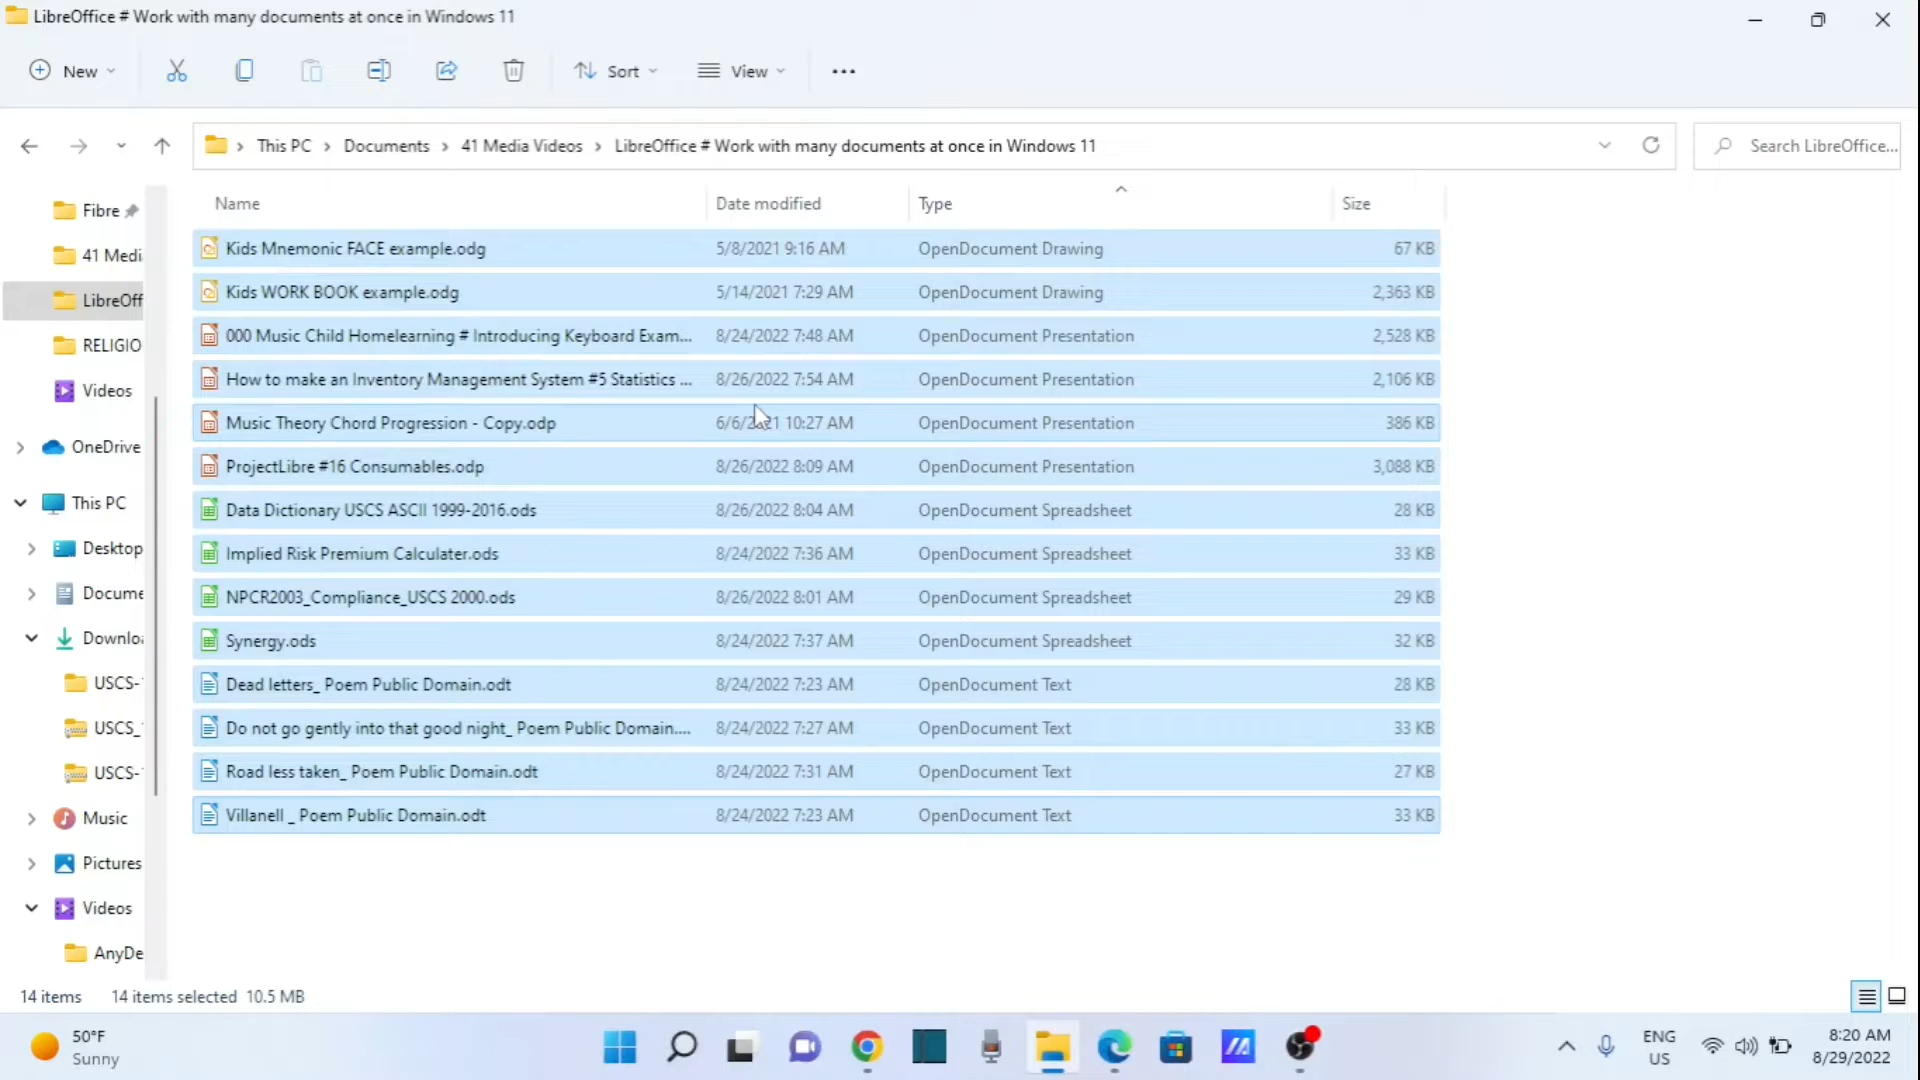 LibreOffice # Work with many documents at once in Windows 11
New
Sort
View
This PC > Documents > 41 Media Videos > LibreOffice # Work with many documents at once in Windows 11
Search LibreOffice...
Name Date modified Type Size
Kids Mnemonic FACE example.odg 5/8/2021 9:16 AM OpenDocument Drawing 67 KB
Kids WORK BOOK example.odg 5/14/2021 7:29 AM OpenDocument Drawing 2,363 KB
000 Music Child Homelearning # Introducing Keyboard Exam... 8/24/2022 7:48 AM OpenDocument Presentation 2,528 KB
How to make an Inventory Management System #5 Statistics ... 8/26/2022 7:54 AM OpenDocument Presentation 2,106 KB
Music Theory Chord Progression - Copy.odp 6/6/2021 10:27 AM OpenDocument Presentation 386 KB
ProjectLibre #16 Consumables.odp 8/26/2022 8:09 AM OpenDocument Presentation 3,088 KB
Data Dictionary USCS ASCII 1999-2016.ods 8/26/2022 8:04 AM OpenDocument Spreadsheet 28 KB
Implied Risk Premium Calculater.ods 8/24/2022 7:36 AM OpenDocument Spreadsheet 33 KB
NPCR2003_Compliance_USCS 2000.ods 8/26/2022 8:01 AM OpenDocument Spreadsheet 29 KB
Synergy.ods 8/24/2022 7:37 AM OpenDocument Spreadsheet 32 KB
Dead letters_ Poem Public Domain.odt 8/24/2022 7:23 AM OpenDocument Text 28 KB
Do not go gently into that good night_ Poem Public Domain.... 8/24/2022 7:27 AM OpenDocument Text 33 KB
Road less taken_ Poem Public Domain.odt 8/24/2022 7:31 AM OpenDocument Text 27 KB
Villanell _ Poem Public Domain.odt 8/24/2022 7:23 AM OpenDocument Text 33 KB
Fibre
41 Medi
LibreOff
RELIGIO
Videos
OneDrive
This PC
Desktop
Docume
Downlo
USCS-
USCS_
USCS-
Music
Pictures
Videos
AnyDe
14 items 14 items selected 10.5 MB
50°F
Sunny
ENG
US
8:20 AM
8/29/2022